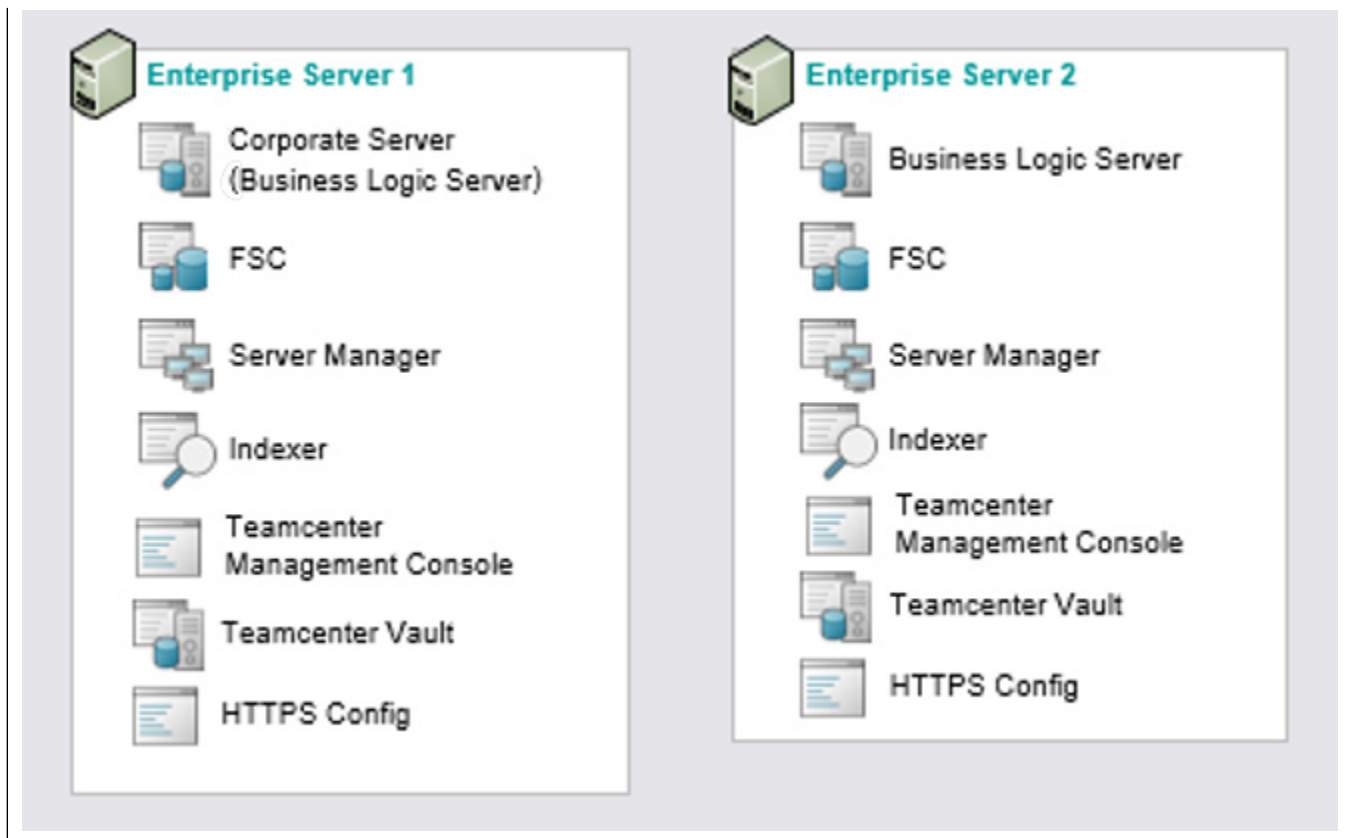 Enterprise Server 1
Corporate Server
(Business Logic Server)
FSC
Server Manager
Indexer
Teamcenter
Management Console
Teamcenter Vault
HTTPS Config
Enterprise Server 2
Business Logic Server
FSC
Server Manager
Indexer
Teamcenter
Management Console
Teamcenter Vault
HTTPS Config